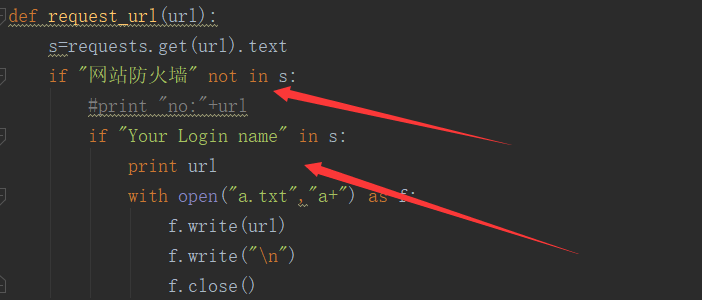 def request_url(url):
s=requests.get(url).text
if "网站防火墙" not in s:
#print "no:"+url
if "Your Login name" in s:
print url
with open("a.txt","a+") as f:
f.write(url)
f.write("\n")
f.close()